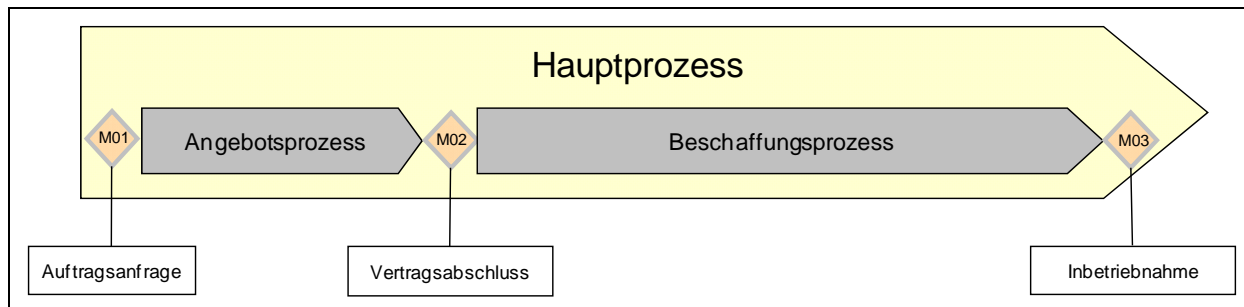 Hauptprozess
M01
Angebotsprozess
M02
Beschaffungsprozess
M03
Auftragsanfrage
Vertragsabschluss
Inbetriebnahme